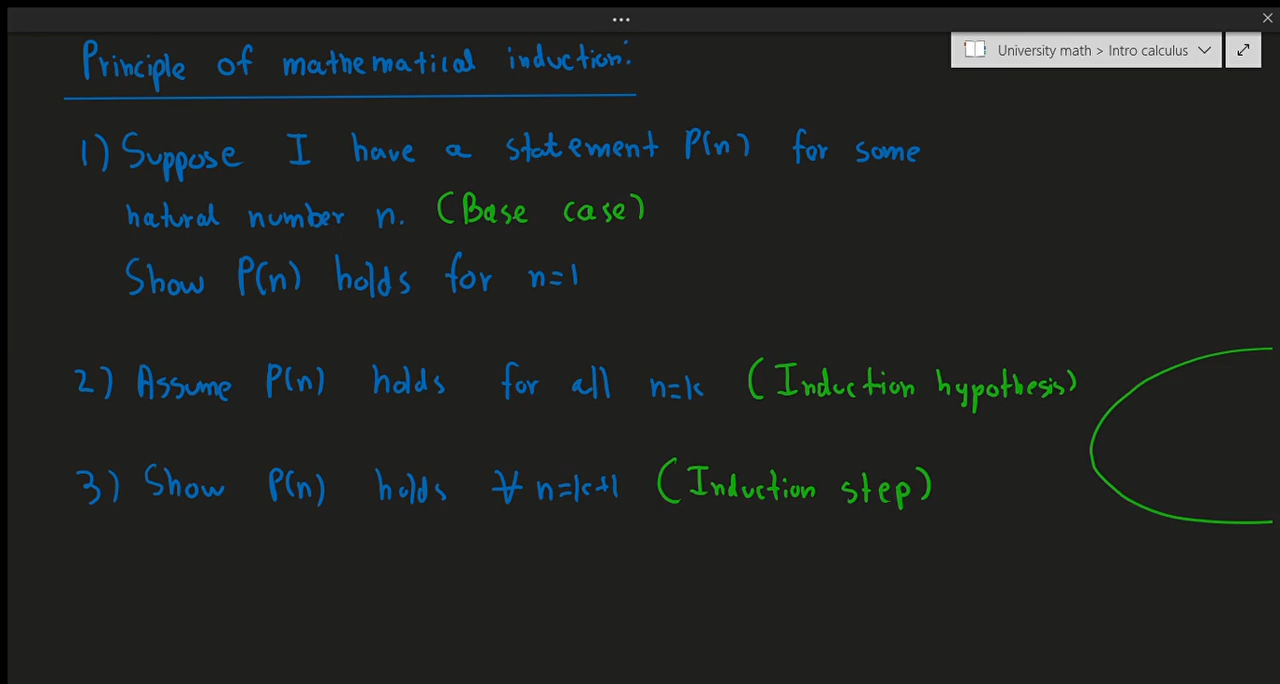 University math > Intro calculus
Principle of mathematical induction:
1) Suppose I have a statement P(n) for some
natural number n. (Base case)
Show P(n) holds for n=1
2) Assume P(n) holds for all n=k (Induction hypothesis)
3) Show P(n) holds ∀ n=k+1 (Induction step)